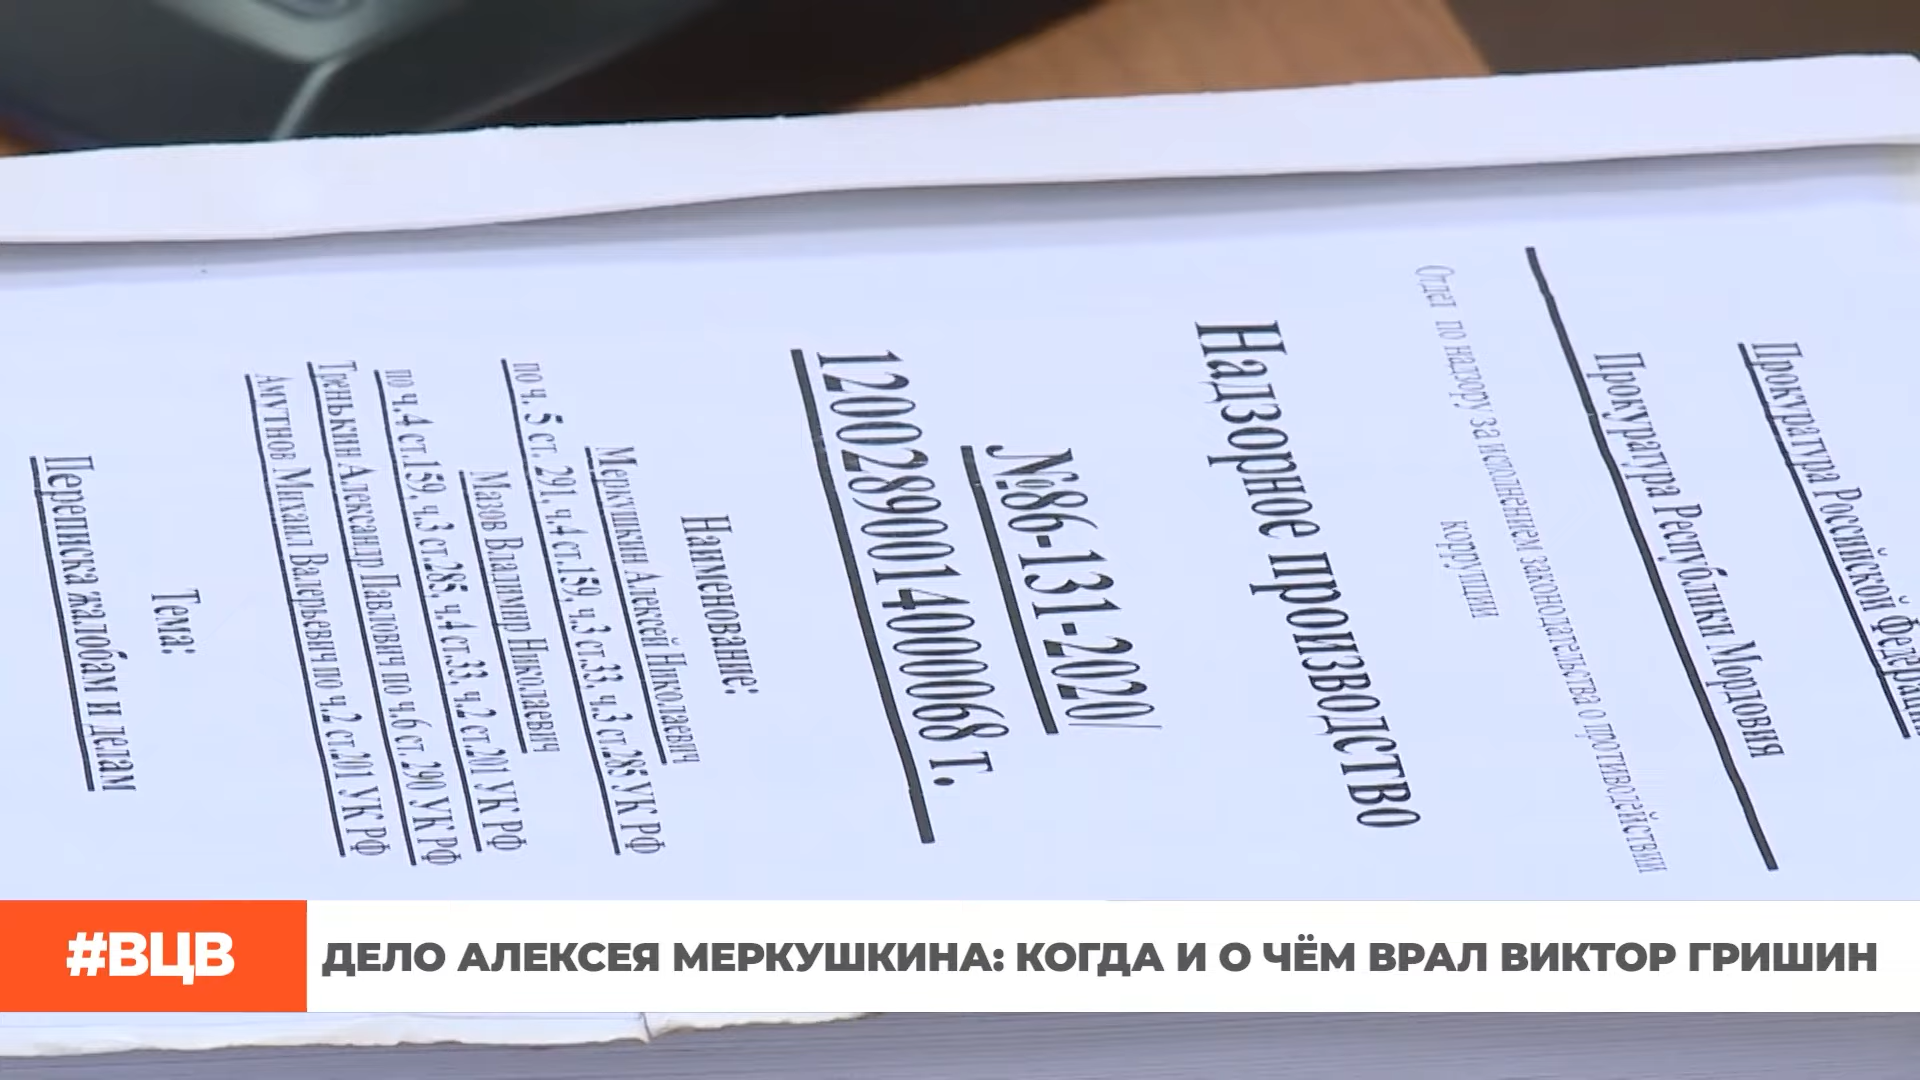 Прокуратура Российской Федерации
Прокуратура Республики Мордовия
Отдел по надзору за исполнением законодательства о противодействии
коррупции
Надзорное производство
№86-131-2020/
12002890014000068 т.
Наименование:
Меркушкин Алексей Николаевич
по ч. 5 ст. 291, ч.4 ст.159, ч.3 ст.33, ч.3 ст.285 УК РФ
Мазов Владимир Николаевич
по ч.4 ст.159, ч.3 ст.285, ч.4 ст.33, ч.2 ст.201 УК РФ
Тренькин Александр Павлович по ч.6 ст. 290 УК РФ
Амутнов Михаил Валерьевич по ч.2 ст.201 УК РФ
Тема:
Переписка жалобам и делам
#ВЦВ
ДЕЛО АЛЕКСЕЯ МЕРКУШКИНА: КОГДА И О ЧЁМ ВРАЛ ВИКТОР ГРИШИН